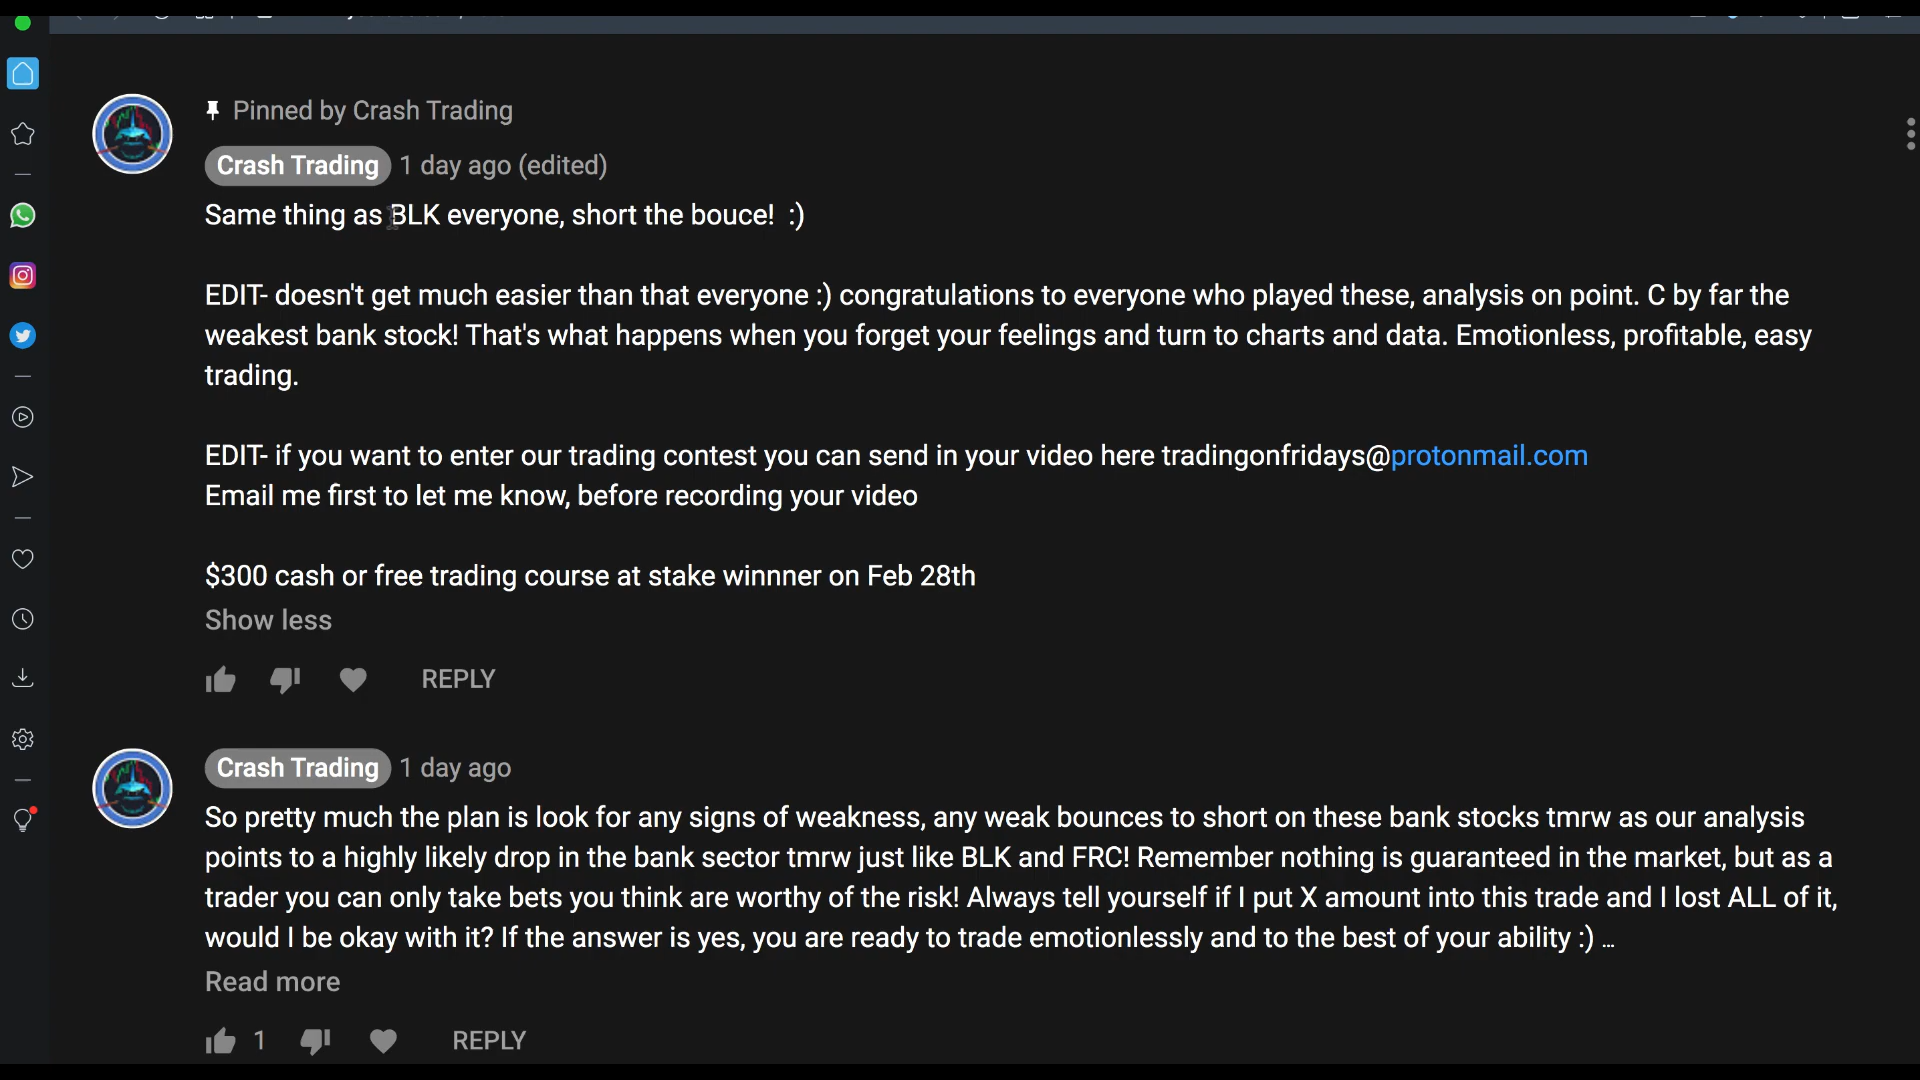 Pinned by Crash Trading
Crash Trading 1 day ago (edited)
Same thing as BLK everyone, short the bouce! :)
EDIT- doesn't get much easier than that everyone :) congratulations to everyone who played these, analysis on point. C by far the
weakest bank stock! That's what happens when you forget your feelings and turn to charts and data. Emotionless, profitable, easy
trading.
EDIT- if you want to enter our trading contest you can send in your video here tradingonfridays@protonmail.com
Email me first to let me know, before recording your video
$300 cash or free trading course at stake winnner on Feb 28th
Show less
REPLY
Crash Trading 1 day ago
So pretty much the plan is look for any signs of weakness, any weak bounces to short on these bank stocks tmrw as our analysis
points to a highly likely drop in the bank sector tmrw just like BLK and FRC! Remember nothing is guaranteed in the market, but as a
trader you can only take bets you think are worthy of the risk! Always tell yourself if I put X amount into this trade and I lost ALL of it,
would I be okay with it? If the answer is yes, you are ready to trade emotionlessly and to the best of your ability :) ...
Read more
1 REPLY